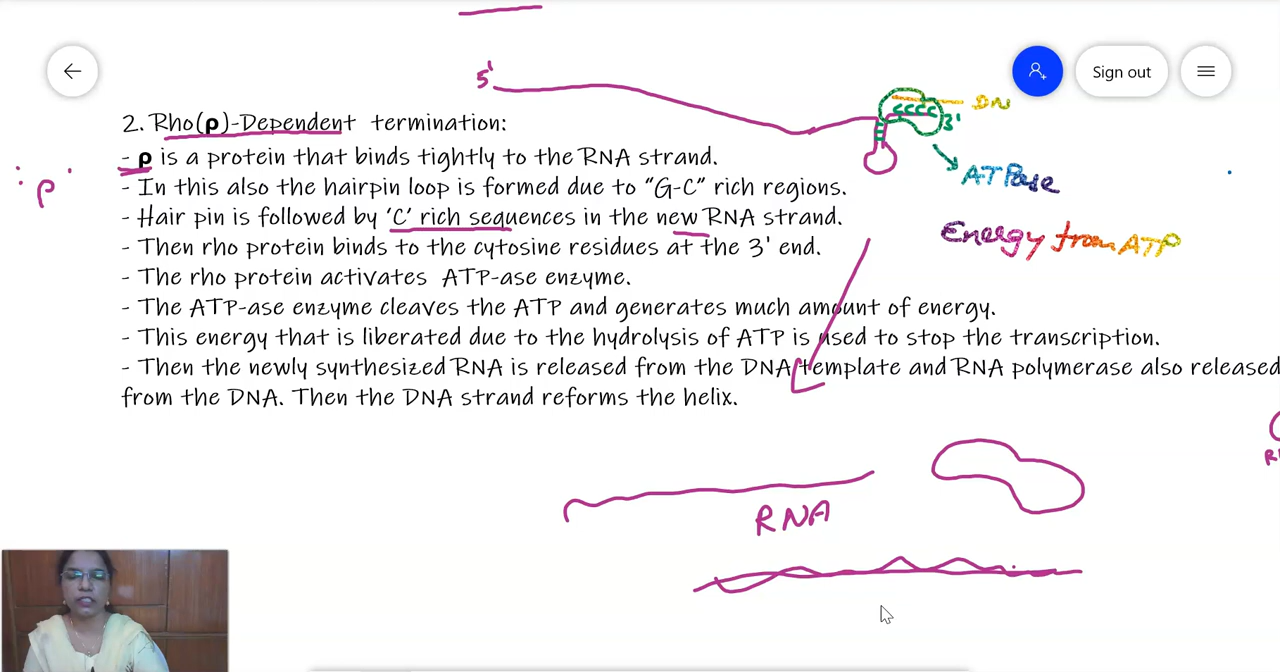 5'
Sign out
DN
3'
2. Rho(ρ)-Dependent termination:
- ρ is a protein that binds tightly to the RNA strand.
ATPase
:ρ'
- In this also the hairpin loop is formed due to “G-C” rich regions.
- Hair pin is followed by ‘C’ rich sequences in the new RNA strand.
Energy from ATP
- Then rho protein binds to the cytosine residues at the 3' end.
- The rho protein activates ATP-ase enzyme.
- The ATP-ase enzyme cleaves the ATP and generates much amount of energy.
- This energy that is liberated due to the hydrolysis of ATP is used to stop the transcription.
- Then the newly synthesized RNA is released from the DNA template and RNA polymerase also released
from the DNA. Then the DNA strand reforms the helix.
RNA